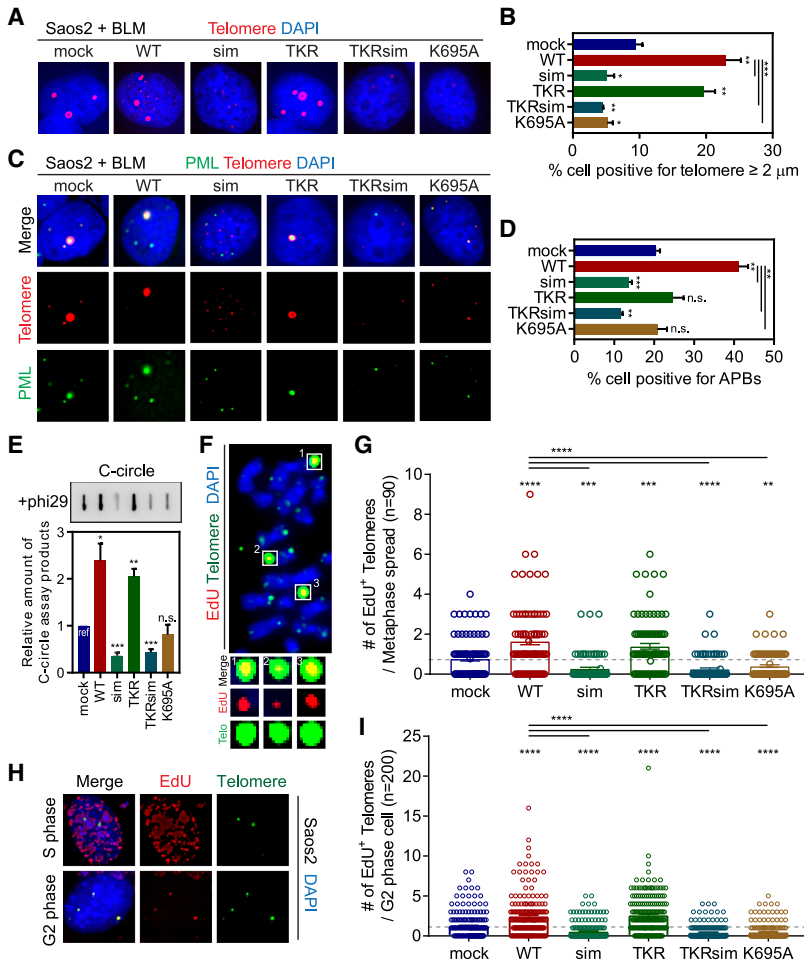 A
Saos2 + BLM Telomere DAPI
mock WT sim TKR TKRsim K695A
B
mock
WT
sim
TKR
TKRsim
K695A
** * ** ** * ***
0 10 20 30
% cell positive for telomere ≥ 2 μm
C
Saos2 + BLM PML Telomere DAPI
mock WT sim TKR TKRsim K695A
Merge
Telomere
PML
D
mock
WT
sim
TKR
TKRsim
K695A
** *** n.s. ** n.s. **
0 10 20 30 40 50
% cell positive for APBs
E
C-circle
+phi29
Relative amount of
C-circle assay products
3
2
1
0
ref * *** ** *** n.s.
mock WT sim TKR TKRsim K695A
F
EdU Telomere DAPI
1
2
3
Merge 1 2 3
EdU
Telo
G
# of EdU+ Telomeres
/ Metaphase spread (n=90)
10
8
6
4
2
0
****
**** *** *** **** **
mock WT sim TKR TKRsim K695A
H
Merge EdU Telomere
S phase
G2 phase
Saos2 DAPI
I
# of EdU+ Telomeres
/ G2 phase cell (n=200)
25
20
15
10
5
0
****
**** **** **** **** ****
mock WT sim TKR TKRsim K695A